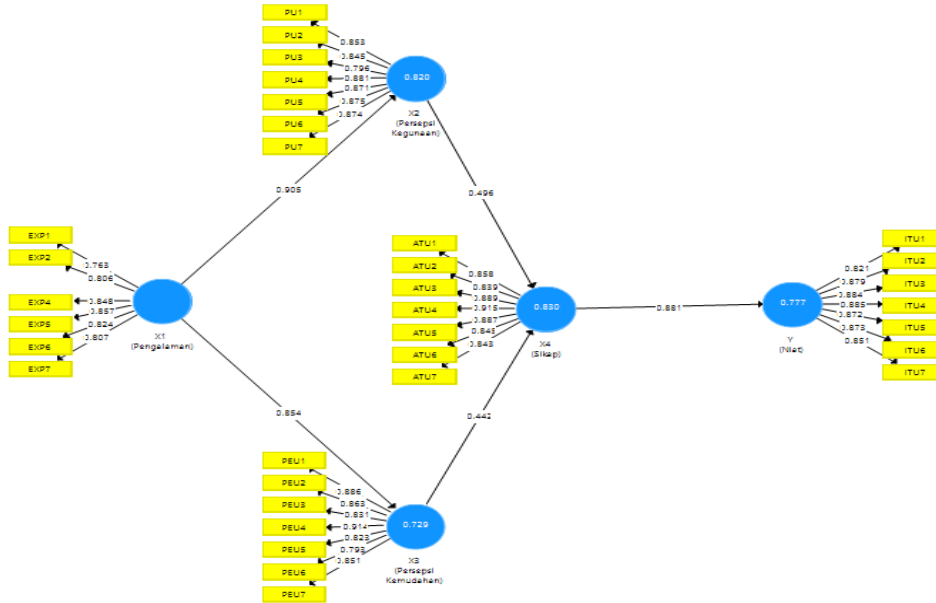 PU1
PU2
PU3
PU4
PU5
PU6
PU7
0.853
0.845
0.796
0.881
0.871
0.875
0.874
0.820
X2
(Persepsi
Kegunaan)
0.905
0.496
EXP1
EXP2
EXP4
EXP5
EXP6
EXP7
0.763
0.806
0.848
0.857
0.824
0.807
X1
(Pengalaman)
ATU1
ATU2
ATU3
ATU4
ATU5
ATU6
ATU7
0.858
0.839
0.889
0.915
0.887
0.845
0.843
0.830
X4
(Sikap)
0.881
0.777
Y
(Niat)
0.821
0.879
0.884
0.885
0.872
0.873
0.851
ITU1
ITU2
ITU3
ITU4
ITU5
ITU6
ITU7
0.854
0.442
PEU1
PEU2
PEU3
PEU4
PEU5
PEU6
PEU7
0.886
0.863
0.831
0.914
0.823
0.793
0.851
0.729
X3
(Persepsi
Kemudahan)